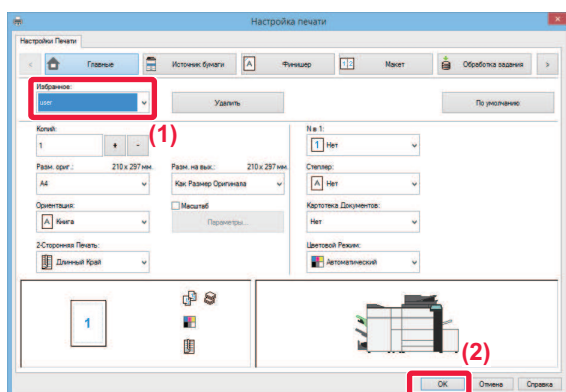 Настройка печати
Настройки Печати
Главные Источник бумаги Финишер Макет Обработка задания
Избранное:
user Удалить По умолчанию
(1)
Копий: N в 1:
1 + - 1 Нет
Разм. ориг.: 210 x 297 мм. Разм. на вых.: 210 x 297 мм. Степлер:
A4 Как Размер Оригинала A Нет
Ориентация: Масштаб Картотека Документов:
A Книга Параметры... Нет
2-Сторонняя Печать: Цветовой Режим:
Длинный Край Автоматический
1
(2)
OK Отмена Справка